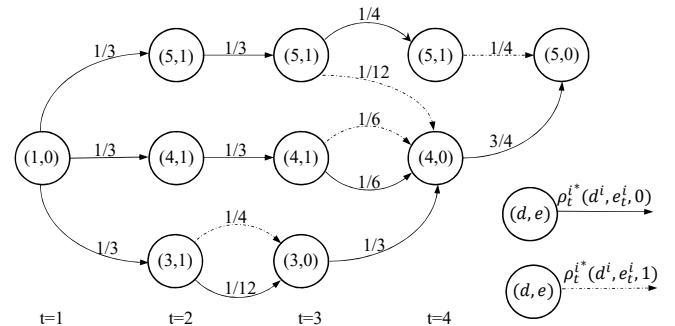 1/4
1/3 1/3 1/4
(5,1) (5,1) (5,1) (5,0)
1/12
1/6
1/3 1/3 3/4
(1,0) (4,1) (4,1) (4,0)
1/6
ρ_t^{i*}(d^i, e_t^i, 0)
(d, e)
1/4
1/3 1/3
(3,1) (3,0)
1/12
ρ_t^{i*}(d^i, e_t^i, 1)
(d, e)
t=1 t=2 t=3 t=4